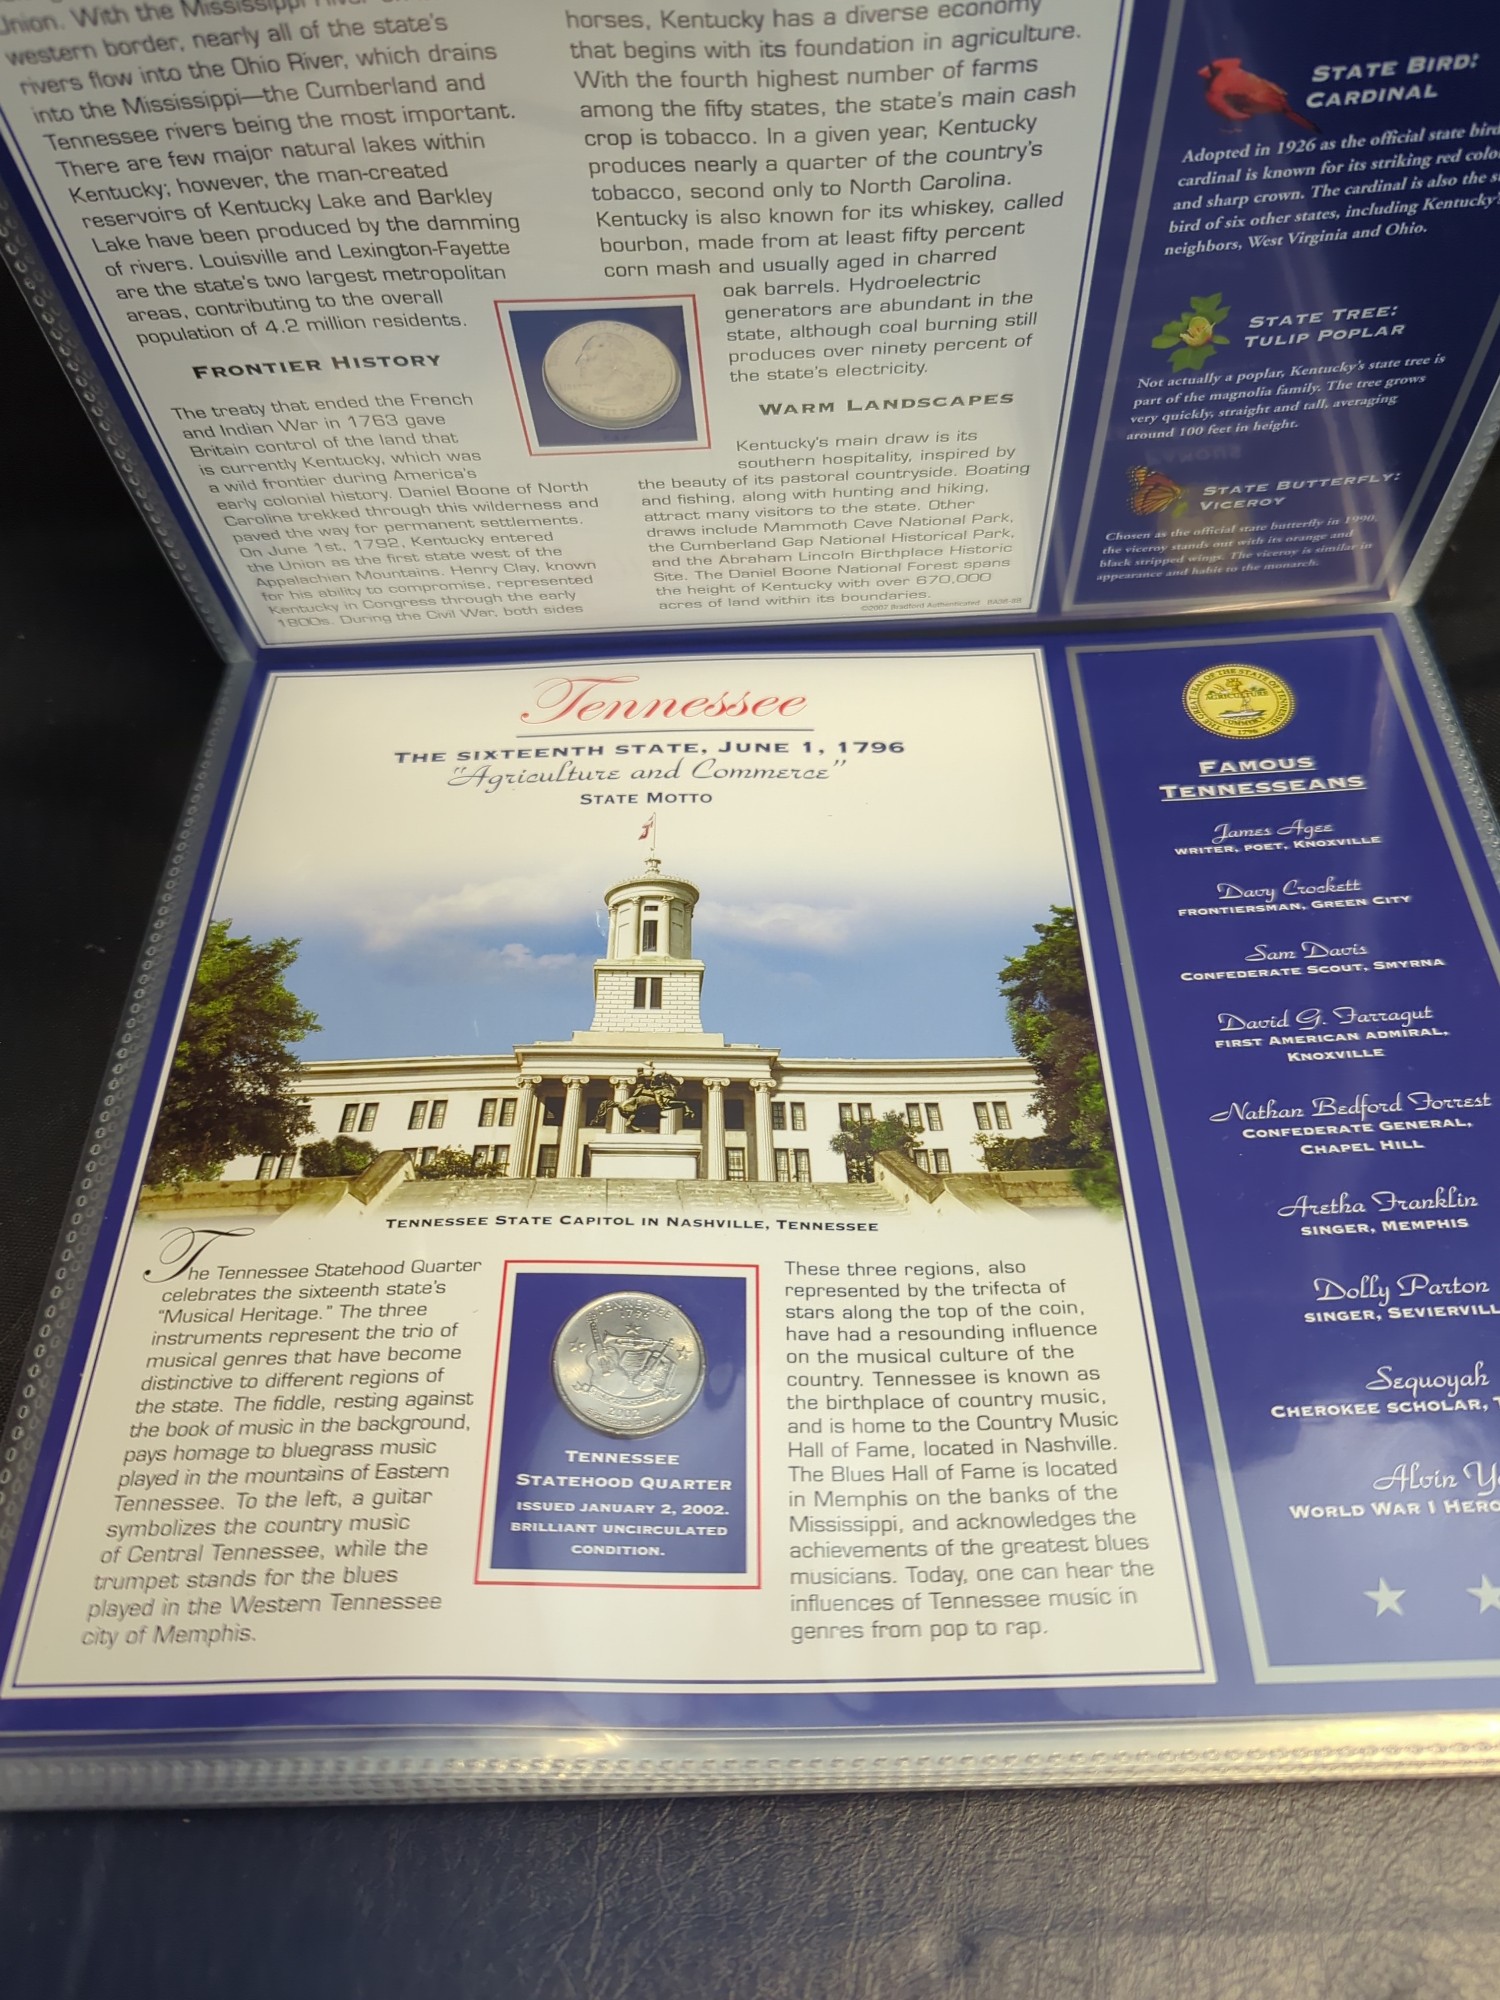 Union. With the Mississippi River
western border, nearly all of the state's
rivers flow into the Ohio River, which drains
into the Mississippi—the Cumberland and
Tennessee rivers being the most important.
There are few major natural lakes within
Kentucky; however, the man-created
reservoirs of Kentucky Lake and Barkley
Lake have been produced by the damming
of rivers. Louisville and Lexington-Fayette
are the state's two largest metropolitan
areas, contributing to the overall
population of 4.2 million residents.
FRONTIER HISTORY
The treaty that ended the French
and Indian War in 1763 gave
Britain control of the land that
is currently Kentucky, which was
a wild frontier during America's
early colonial history. Daniel Boone of North
Carolina trekked through this wilderness and
paved the way for permanent settlements.
On June 1st, 1792, Kentucky entered
the Union as the first state west of the
Appalachian Mountains. Henry Clay, known
for his ability to compromise, represented
Kentucky in Congress through the early
1800s. During the Civil War, both sides
horses, Kentucky has a diverse economy
that begins with its foundation in agriculture.
With the fourth highest number of farms
among the fifty states, the state's main cash
crop is tobacco. In a given year, Kentucky
produces nearly a quarter of the country's
tobacco, second only to North Carolina.
Kentucky is also known for its whiskey, called
bourbon, made from at least fifty percent
corn mash and usually aged in charred
oak barrels. Hydroelectric
generators are abundant in the
state, although coal burning still
produces over ninety percent of
the state's electricity.
WARM LANDSCAPES
Kentucky's main draw is its
southern hospitality, inspired by
the beauty of its pastoral countryside. Boating
and fishing, along with hunting and hiking,
attract many visitors to the state. Other
draws include Mammoth Cave National Park,
the Cumberland Gap National Historical Park,
and the Abraham Lincoln Birthplace Historic
Site. The Daniel Boone National Forest spans
the height of Kentucky with over 670,000
acres of land within its boundaries.
©2007 Bradford Authenticated
STATE BIRD:
CARDINAL
Adopted in 1926 as the official state bird
cardinal is known for its striking red
and sharp crown. The cardinal is also the
bird of six other states, including Kentucky's
neighbors, West Virginia and Ohio.
STATE TREE:
TULIP POPLAR
Not actually a poplar, Kentucky's state tree is
part of the magnolia family. The tree grows
very quickly, straight and tall, averaging
around 100 feet in height.
STATE BUTTERFLY:
VICEROY
Chosen as the official state butterfly in 1990,
the viceroy stands out with its orange and
black stripped wings. The viceroy is similar in
appearance and habit to the monarch.
Tennessee
THE SIXTEENTH STATE, JUNE 1, 1796
"Agriculture and Commerce"
STATE MOTTO
TENNESSEE STATE CAPITOL IN NASHVILLE, TENNESSEE
The Tennessee Statehood Quarter
celebrates the sixteenth state's
"Musical Heritage." The three
instruments represent the trio of
musical genres that have become
distinctive to different regions of
the state. The fiddle, resting against
the book of music in the background,
pays homage to bluegrass music
played in the mountains of Eastern
Tennessee. To the left, a guitar
symbolizes the country music
of Central Tennessee, while the
trumpet stands for the blues
played in the Western Tennessee
city of Memphis.
TENNESSEE
1796
2002
TENNESSEE
STATEHOOD QUARTER
ISSUED JANUARY 2, 2002.
BRILLIANT UNCIRCULATED
CONDITION.
These three regions, also
represented by the trifecta of
stars along the top of the coin,
have had a resounding influence
on the musical culture of the
country. Tennessee is known as
the birthplace of country music,
and is home to the Country Music
Hall of Fame, located in Nashville.
The Blues Hall of Fame is located
in Memphis on the banks of the
Mississippi, and acknowledges the
achievements of the greatest blues
musicians. Today, one can hear the
influences of Tennessee music in
genres from pop to rap.
THE GREAT SEAL OF THE STATE OF TENNESSEE
XVI
AGRICULTURE
COMMERCE
1796
FAMOUS
TENNESSEANS
James Agee
WRITER, POET, KNOXVILLE
Davy Crockett
FRONTIERSMAN, GREEN CITY
Sam Davis
CONFEDERATE SCOUT, SMYRNA
David G. Farragut
FIRST AMERICAN ADMIRAL,
KNOXVILLE
Nathan Bedford Forrest
CONFEDERATE GENERAL,
CHAPEL HILL
Aretha Franklin
SINGER, MEMPHIS
Dolly Parton
SINGER, SEVIERVILL
Sequoyah
CHEROKEE SCHOLAR, T
Alvin Y
WORLD WAR I HERO